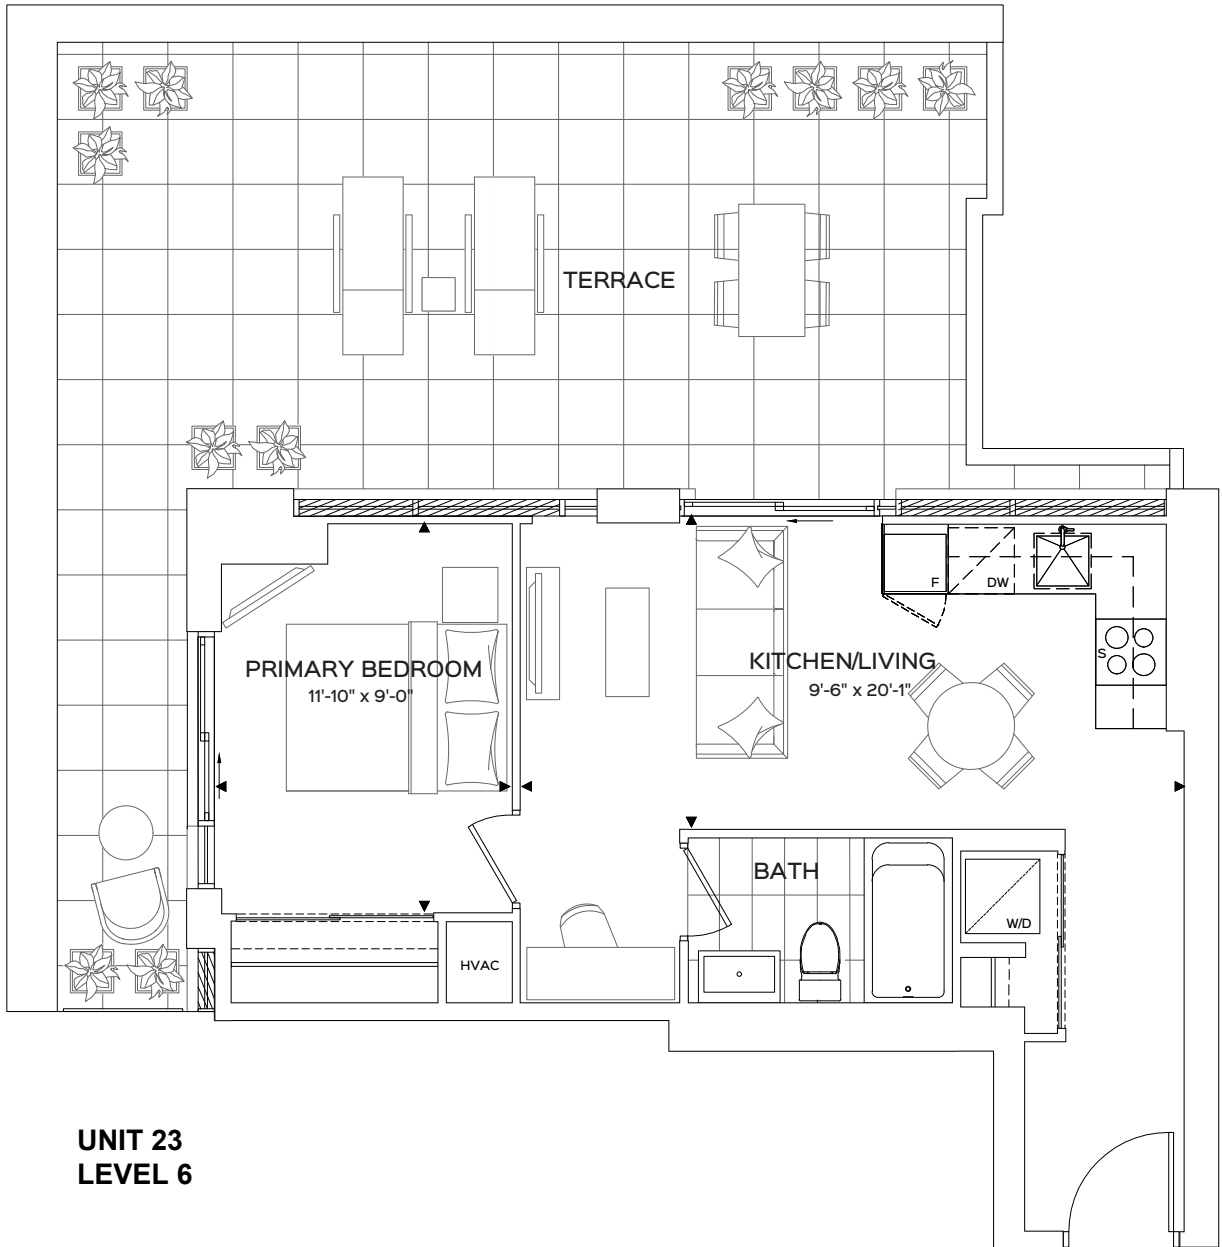 TERRACE
PRIMARY BEDROOM
11'-10" x 9'-0"
KITCHEN/LIVING
9'-6" x 20'-1"
F
DW
S
BATH
W/D
HVAC
UNIT 23
LEVEL 6